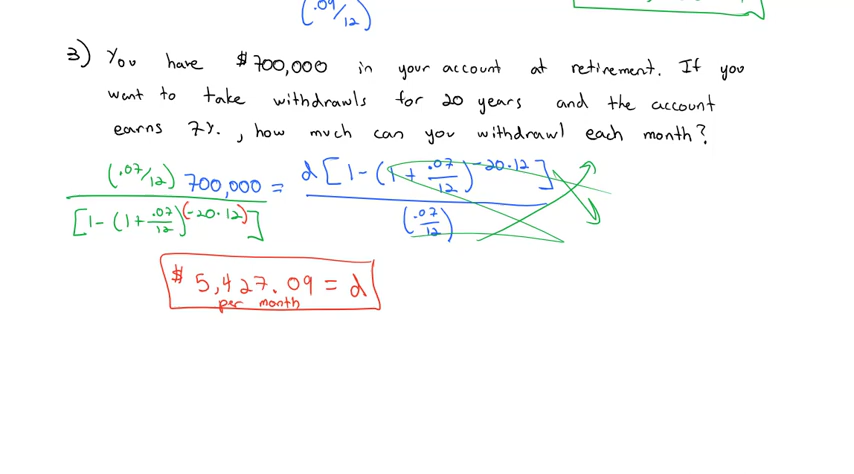 (.09/12)
3) You have $700,000 in your account at retirement. If you
want to take withdrawls for 20 years and the account
earns 7%, how much can you withdrawl each month?
(.07/12) 700,000 = d[1-(1+.07/12)^-20·12]
[1-(1+.07/12)^(-20·12)] (.07/12)
$5,427.09 = d
per month